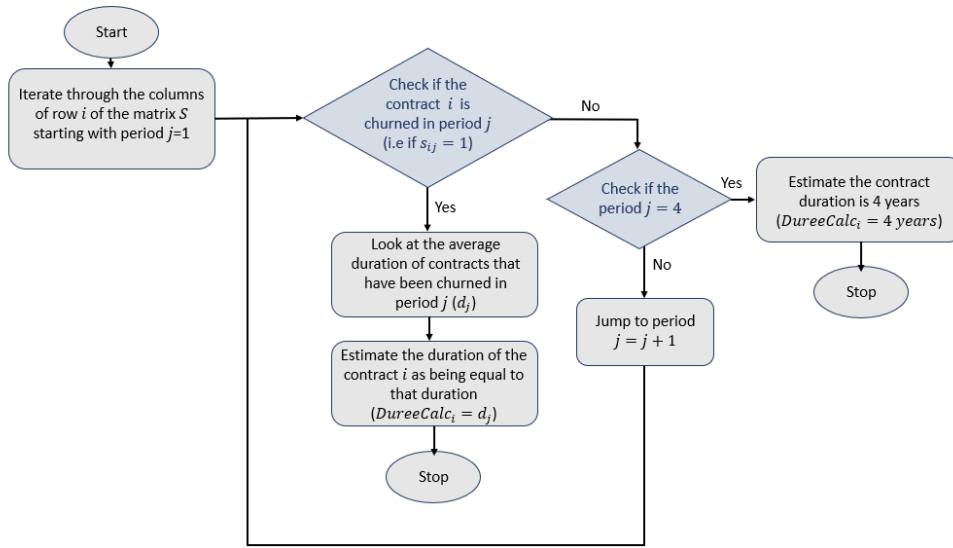 Start
Iterate through the columns
of row i of the matrix S
starting with period j=1
Check if the
contract i is
churned in period j
(i.e if s_{ij} = 1)
No
Yes
Look at the average
duration of contracts that
have been churned in
period j (d_j)
Estimate the duration of the
contract i as being equal to
that duration
(DureeCalc_i = d_j)
Stop
Check if the
period j = 4
Yes
Estimate the contract
duration is 4 years
(DureeCalc_i = 4 years)
Stop
No
Jump to period
j = j + 1